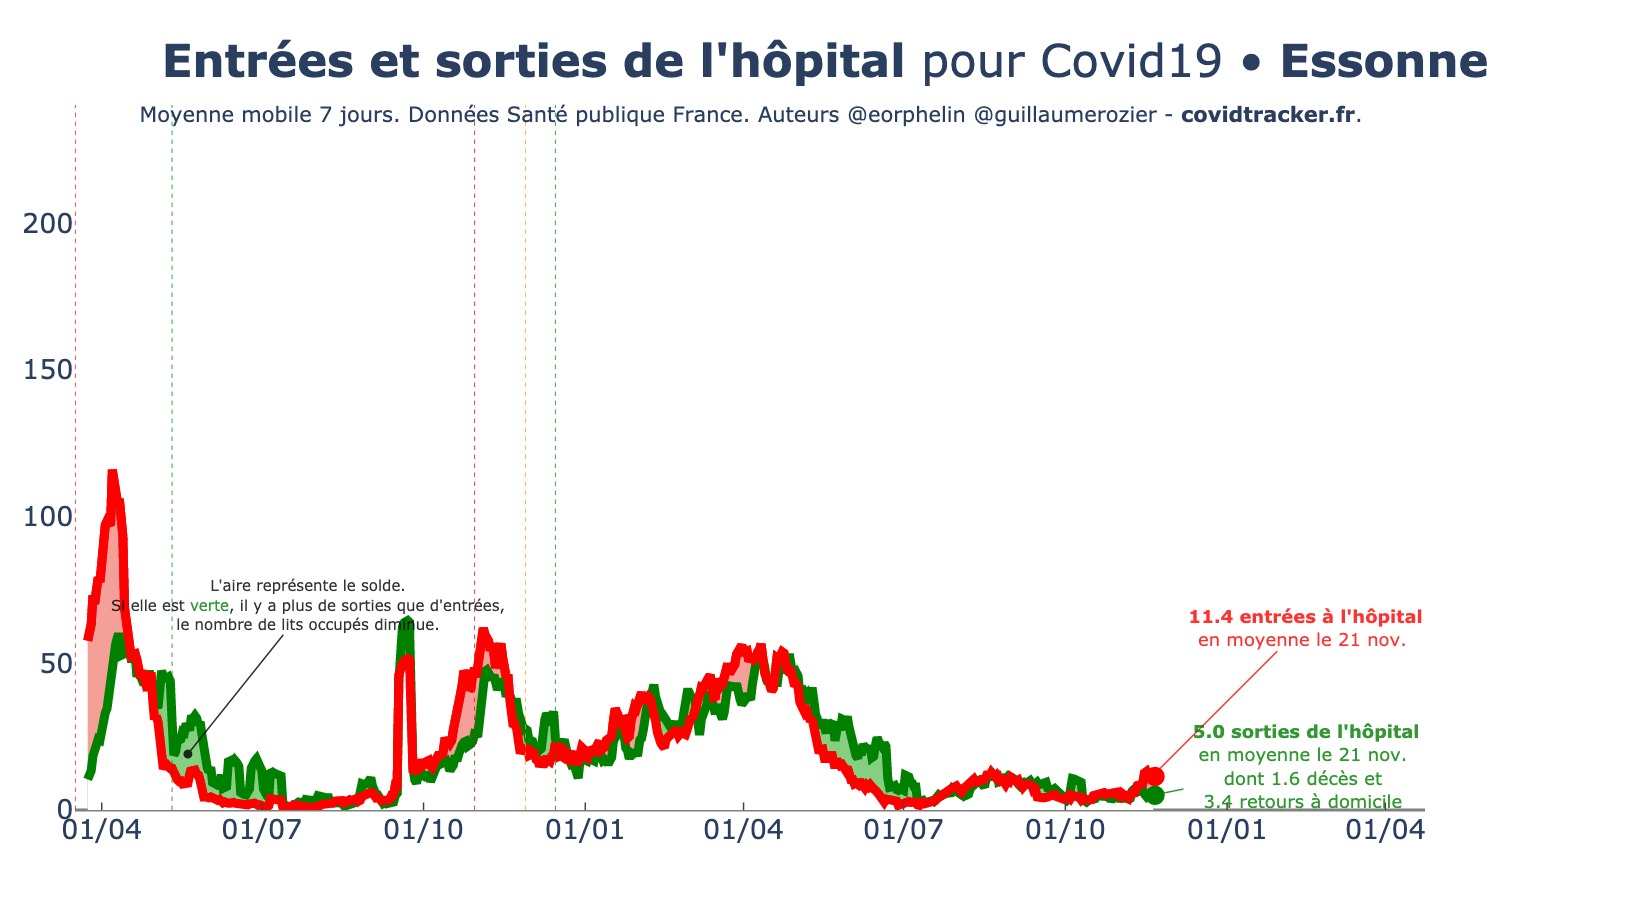 Entrées et sorties de l'hôpital pour Covid19 • Essonne
Moyenne mobile 7 jours. Données Santé publique France. Auteurs @eorphelin @guillaumerozier - covidtracker.fr.
200
150
100
50
0
L'aire représente le solde.
Si elle est verte, il y a plus de sorties que d'entrées,
le nombre de lits occupés diminue.
11.4 entrées à l'hôpital
en moyenne le 21 nov.
5.0 sorties de l'hôpital
en moyenne le 21 nov.
dont 1.6 décès et
3.4 retours à domicile
01/04 01/07 01/10 01/01 01/04 01/07 01/10 01/01 01/04